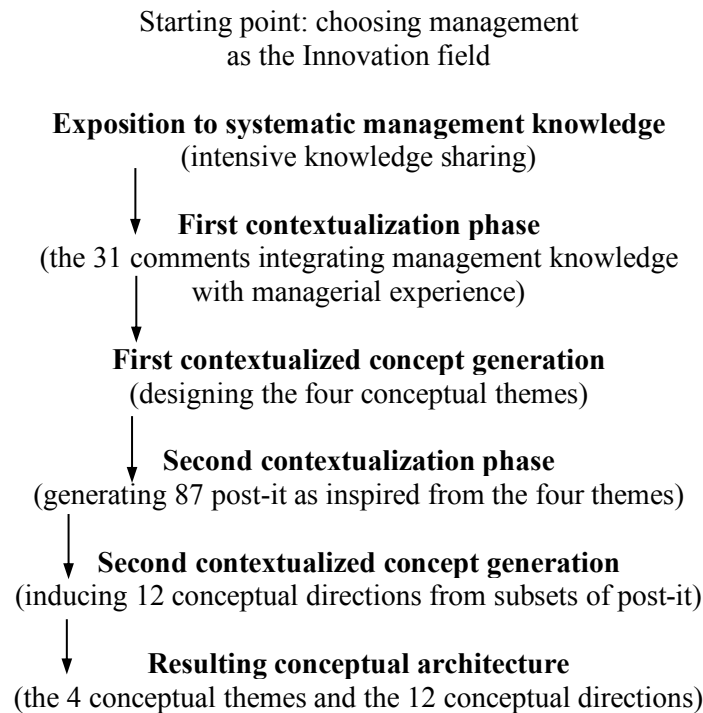 Starting point: choosing management
as the Innovation field
Exposition to systematic management knowledge
(intensive knowledge sharing)
First contextualization phase
(the 31 comments integrating management knowledge
with managerial experience)
First contextualized concept generation
(designing the four conceptual themes)
Second contextualization phase
(generating 87 post-it as inspired from the four themes)
Second contextualized concept generation
(inducing 12 conceptual directions from subsets of post-it)
Resulting conceptual architecture
(the 4 conceptual themes and the 12 conceptual directions)